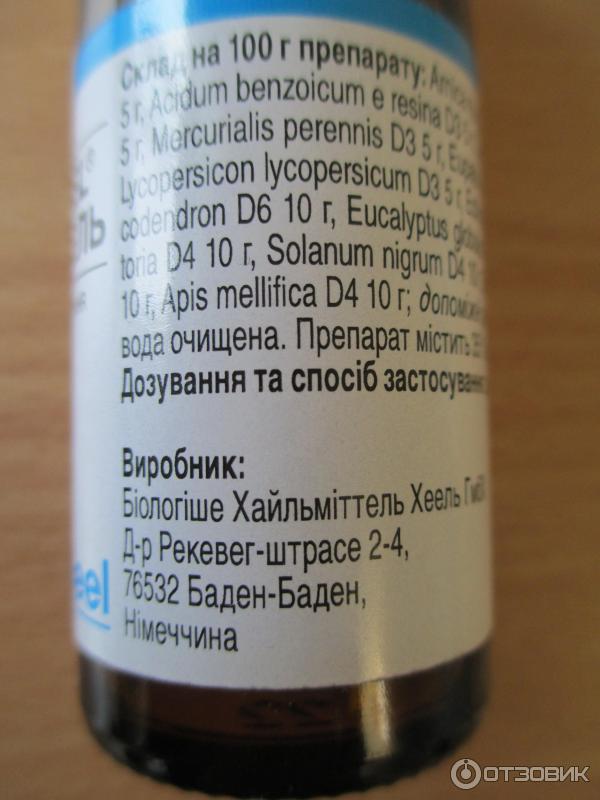 Склад на 100 г препарату:
5 г, Acidum benzoicum e resina D3
5 г, Mercurialis perennis D3 5 г,
Lycopersicon lycopersicum D3 5 г,
codendron D6 10 г, Eucalyptus
toria D4 10 г, Solanum nigrum D4
10 г, Apis mellifica D4 10 г;
вода очищена. Препарат містить
Дозування та спосіб
Виробник:
Біологіше Хайльміттель Хеель
Д-р Рекевег-штрасе 2-4,
76532 Баден-Баден,
Німеччина
eel
ОТЗОВИК